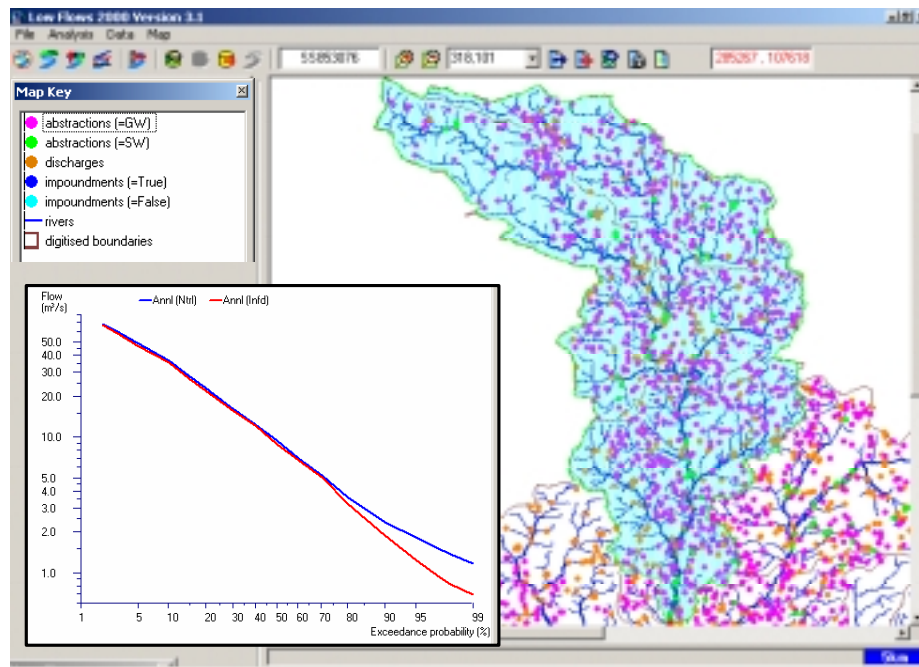 Low Flows 2000 Version 3.1
File Analysis Data Map
55853076 318,101 285267 , 107618
Map Key
abstractions (=GW)
abstractions (=SW)
discharges
impoundments (=True)
impoundments (=False)
rivers
digitised boundaries
Flow
(m³/s)
Annl (Ntrl) Annl (Infd)
50.0
40.0
30.0
20.0
10.0
5.0
4.0
3.0
2.0
1.0
1 5 10 20 30 40 50 60 70 80 90 95 99
Exceedance probability (%)